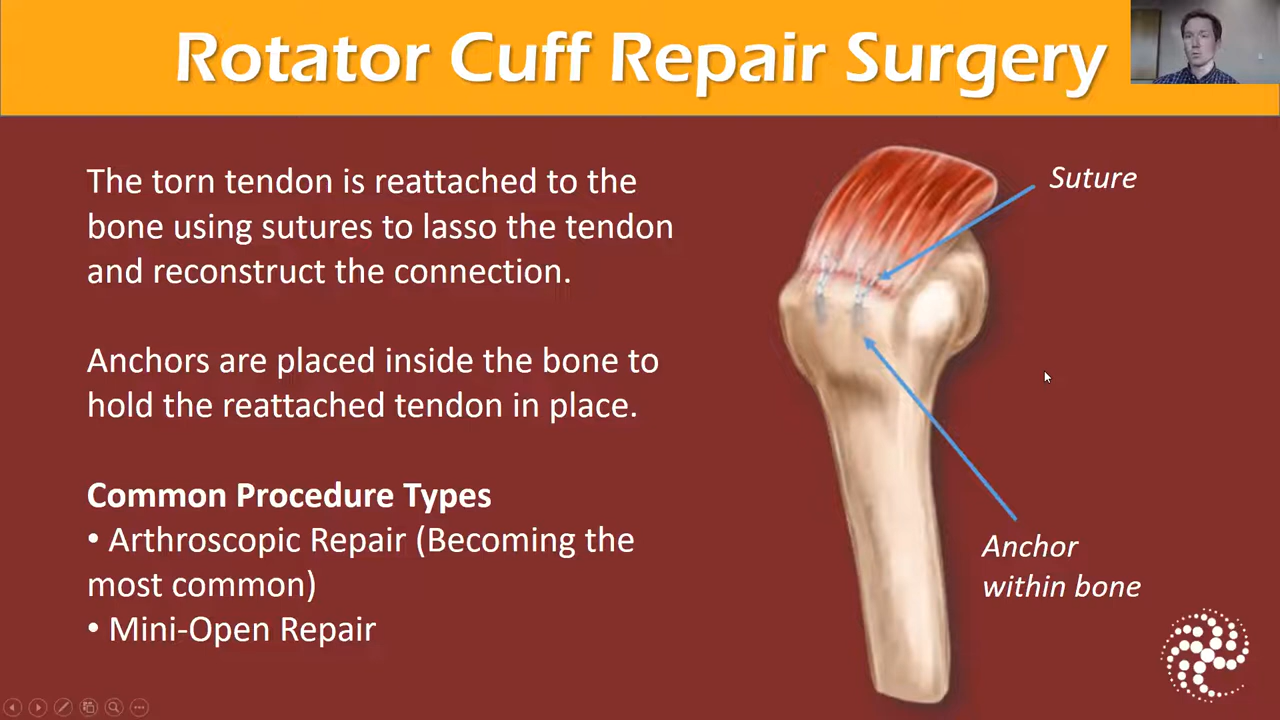 Rotator Cuff Repair Surgery
The torn tendon is reattached to the
bone using sutures to lasso the tendon
and reconstruct the connection.
Anchors are placed inside the bone to
hold the reattached tendon in place.
Common Procedure Types
• Arthroscopic Repair (Becoming the
most common)
• Mini-Open Repair
Suture
Anchor
within bone